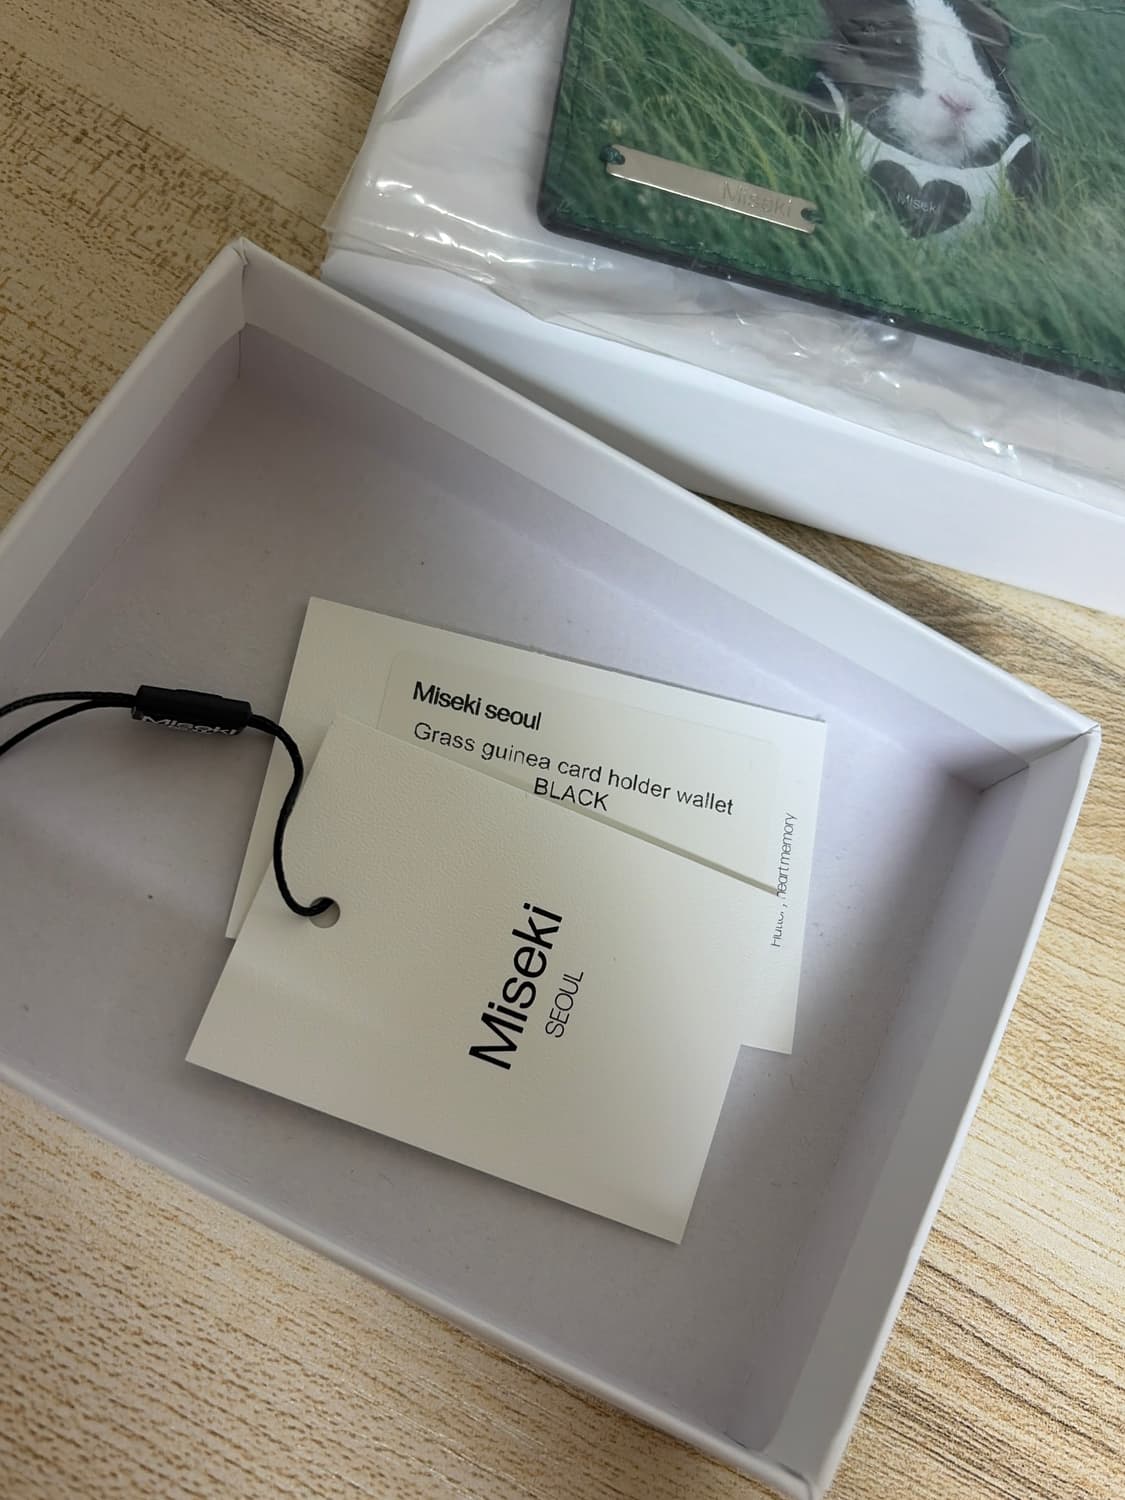 Miseki
Miseki
Miseki
Miseki seoul
Grass guinea card holder wallet
BLACK
heart memory
Miseki
SEOUL